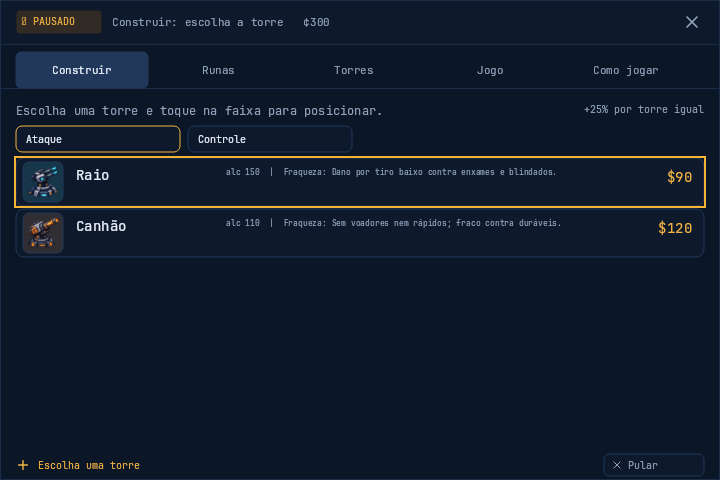 PAUSADO Construir: escolha a torre $300
Construir Runas Torres Jogo Como jogar
Escolha uma torre e toque na faixa para posicionar. +25% por torre igual
Ataque Controle
Raio alc 150 | Fraqueza: Dano por tiro baixo contra enxames e blindados. $90
Canhão alc 110 | Fraqueza: Sem voadores nem rápidos; fraco contra duráveis. $120
Escolha uma torre Pular